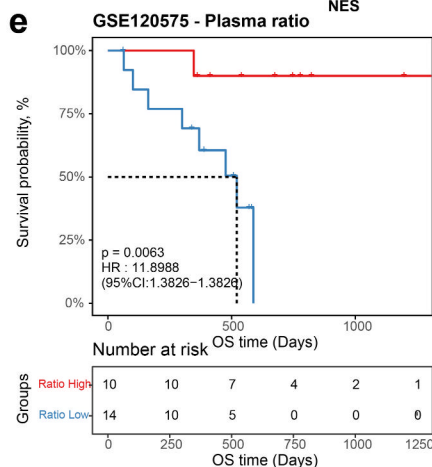 NES
e
GSE120575 - Plasma ratio
Survival probability, %
100%
75%
50%
25%
0%
p = 0.0063
HR : 11.8988
(95%CI:1.3826−1.3826)
0 500 1000
OS time (Days)
Number at risk
Groups
Ratio High 10 10 7 4 2 1
Ratio Low 14 10 5 0 0
0 250 500 750 1000 1250
OS time (Days)